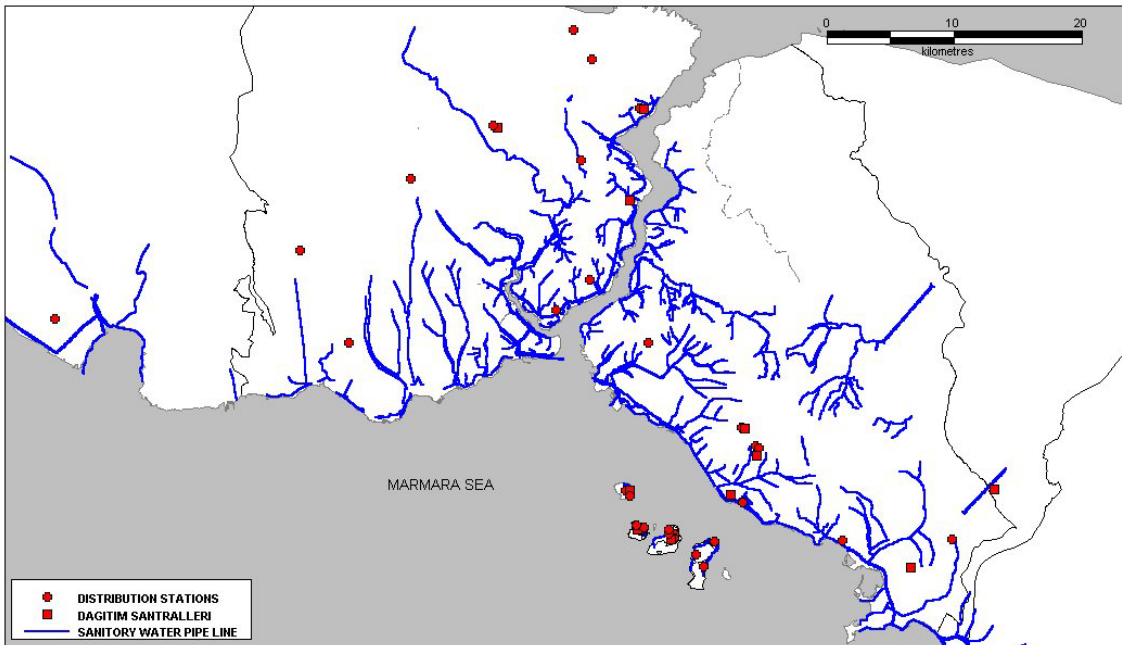 0 10 20
kilometres
MARMARA SEA
DISTRIBUTION STATIONS
DAGITIM SANTRALLERI
SANITORY WATER PIPE LINE